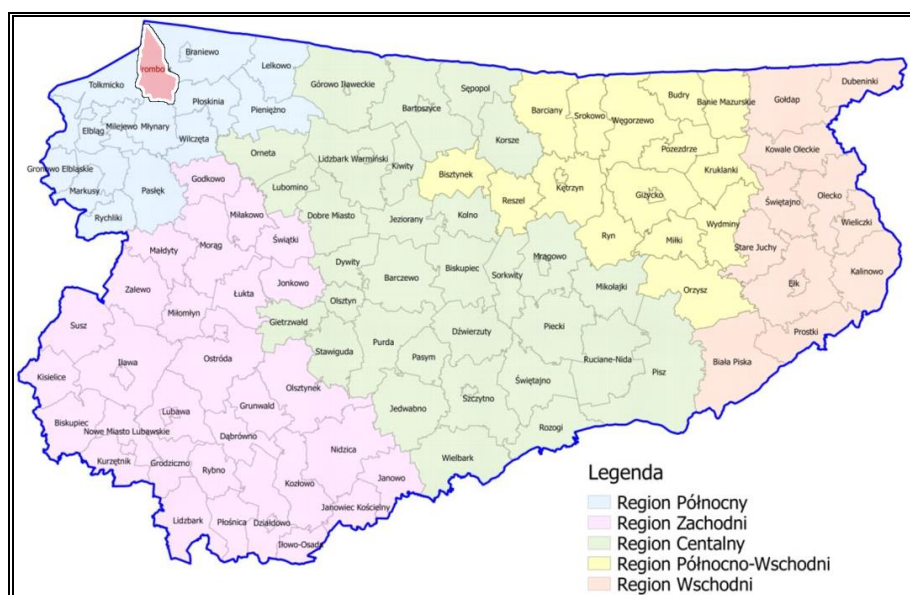 Frombork
Braniewo
Lelkowo
Tolkmicko
Płoskinia
Pieniężno
Elbląg
Milejewo
Młynary
Wilczęta
Gronowo Elbląskie
Markusy
Pasłęk
Rychliki
Godkowo
Górowo Iławeckie
Bartoszyce
Sępopol
Korsze
Orneta
Lidzbark Warmiński
Kiwity
Lubomino
Bisztynek
Reszel
Dobre Miasto
Jeziorany
Kolno
Barciany
Srokowo
Węgorzewo
Budry
Banie Mazurskie
Pozezdrze
Kruklanki
Kętrzyn
Giżycko
Wydminy
Ryn
Miłki
Orzysz
Gołdap
Dubeninki
Kowale Oleckie
Świętajno
Olecko
Wieliczki
Stare Juchy
Ełk
Kalinowo
Prostki
Biała Piska
Miłakowo
Małdyty
Morąg
Świątki
Zalewo
Łukta
Jonkowo
Miłomłyn
Susz
Iława
Ostróda
Gietrzwałd
Kisielice
Olsztynek
Lubawa
Grunwald
Biskupiec
Nowe Miasto Lubawskie
Dąbrówno
Kurzętnik
Grodziczno
Rybno
Nidzica
Kozłowo
Janowo
Janowiec Kościelny
Lidzbark
Płośnica
Działdowo
Iłowo-Osada
Dywity
Barczewo
Biskupiec
Sorkwity
Mrągowo
Mikołajki
Olsztyn
Stawiguda
Purda
Pasym
Dźwierzuty
Piecki
Ruciane-Nida
Pisz
Szczytno
Świętajno
Jedwabno
Rozogi
Wielbark
Legenda
Region Północny
Region Zachodni
Region Centalny
Region Północno-Wschodni
Region Wschodni